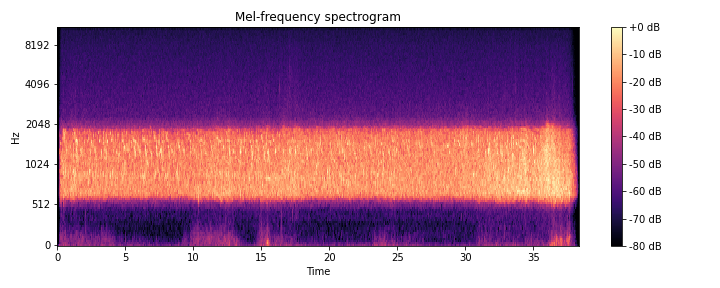 Mel-frequency spectrogram
Hz
8192
4096
2048
1024
512
0
0
5
10
15
20
25
30
35
Time
+0 dB
-10 dB
-20 dB
-30 dB
-40 dB
-50 dB
-60 dB
-70 dB
-80 dB